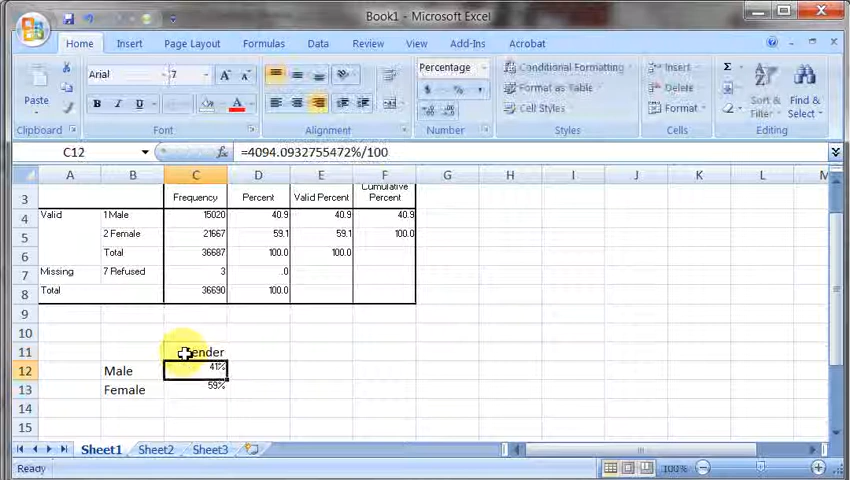 Book1 - Microsoft Excel
Home Insert Page Layout Formulas Data Review View Add-Ins Acrobat
Paste
Arial 7
B I U A
Percentage
$ % ,
Conditional Formatting
Format as Table
Cell Styles
Insert
Delete
Format
Σ
Sort & Filter
Find & Select
Clipboard Font Alignment Number Styles Cells Editing
C12 fx =4094.0932755472%/100
A B C D E F G H I J K L M
3 Frequency Percent Valid Percent Cumulative Percent
4 Valid 1 Male 15020 40.9 40.9 40.9
5 2 Female 21667 59.1 59.1 100.0
6 Total 36687 100.0 100.0
7 Missing 7 Refused 3 .0
8 Total 36690 100.0
9
10
11 Gender
12 Male 41%
13 Female 59%
14
15
Sheet1 Sheet2 Sheet3
Ready 100%